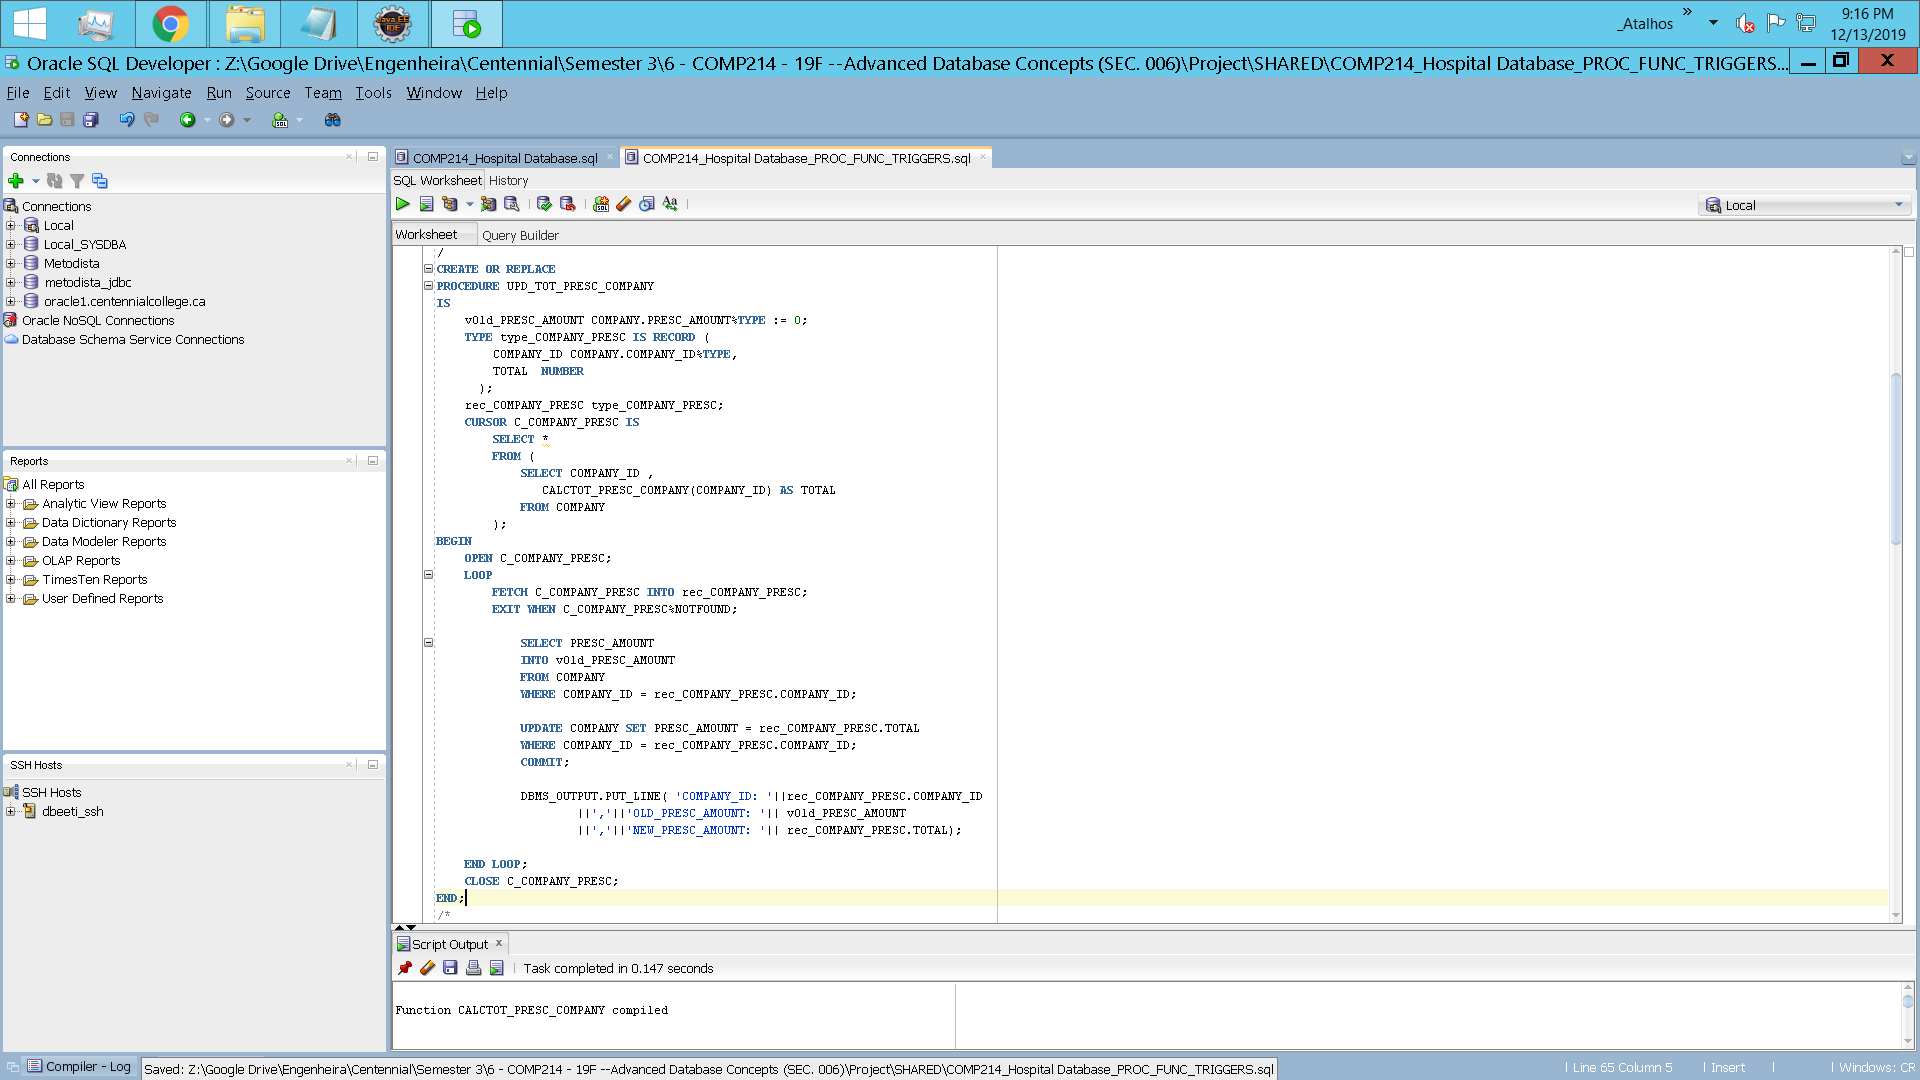 _Atalhos
»
9:16 PM
12/13/2019
Oracle SQL Developer : Z:\Google Drive\Engenheira\Centennial\Semester 3\6 - COMP214 - 19F --Advanced Database Concepts (SEC. 006)\Project\SHARED\COMP214_Hospital Database_PROC_FUNC_TRIGGERS...
File Edit View Navigate Run Source Team Tools Window Help
Connections
Connections
Local
Local_SYSDBA
Metodista
metodista_jdbc
oracle1.centennialcollege.ca
Oracle NoSQL Connections
Database Schema Service Connections
Reports
All Reports
Analytic View Reports
Data Dictionary Reports
Data Modeler Reports
OLAP Reports
TimesTen Reports
User Defined Reports
SSH Hosts
SSH Hosts
dbeeti_ssh
COMP214_Hospital Database.sql
COMP214_Hospital Database_PROC_FUNC_TRIGGERS.sql
SQL Worksheet History
Local
Worksheet Query Builder
/
CREATE OR REPLACE
PROCEDURE UPD_TOT_PRESC_COMPANY
IS
vOld_PRESC_AMOUNT COMPANY.PRESC_AMOUNT%TYPE := 0;
TYPE type_COMPANY_PRESC IS RECORD (
COMPANY_ID COMPANY.COMPANY_ID%TYPE,
TOTAL NUMBER
);
rec_COMPANY_PRESC type_COMPANY_PRESC;
CURSOR C_COMPANY_PRESC IS
SELECT *
FROM (
SELECT COMPANY_ID ,
CALCTOT_PRESC_COMPANY(COMPANY_ID) AS TOTAL
FROM COMPANY
);
BEGIN
OPEN C_COMPANY_PRESC;
LOOP
FETCH C_COMPANY_PRESC INTO rec_COMPANY_PRESC;
EXIT WHEN C_COMPANY_PRESC%NOTFOUND;
SELECT PRESC_AMOUNT
INTO vOld_PRESC_AMOUNT
FROM COMPANY
WHERE COMPANY_ID = rec_COMPANY_PRESC.COMPANY_ID;
UPDATE COMPANY SET PRESC_AMOUNT = rec_COMPANY_PRESC.TOTAL
WHERE COMPANY_ID = rec_COMPANY_PRESC.COMPANY_ID;
COMMIT;
DBMS_OUTPUT.PUT_LINE( 'COMPANY_ID: '||rec_COMPANY_PRESC.COMPANY_ID
||','||'OLD_PRESC_AMOUNT: '|| vOld_PRESC_AMOUNT
||','||'NEW_PRESC_AMOUNT: '|| rec_COMPANY_PRESC.TOTAL);
END LOOP;
CLOSE C_COMPANY_PRESC;
END;
/*
Script Output
Task completed in 0.147 seconds
Function CALCTOT_PRESC_COMPANY compiled
Compiler - Log
Saved: Z:\Google Drive\Engenheira\Centennial\Semester 3\6 - COMP214 - 19F --Advanced Database Concepts (SEC. 006)\Project\SHARED\COMP214_Hospital Database_PROC_FUNC_TRIGGERS.sql
Line 65 Column 5
Insert
Windows: CR